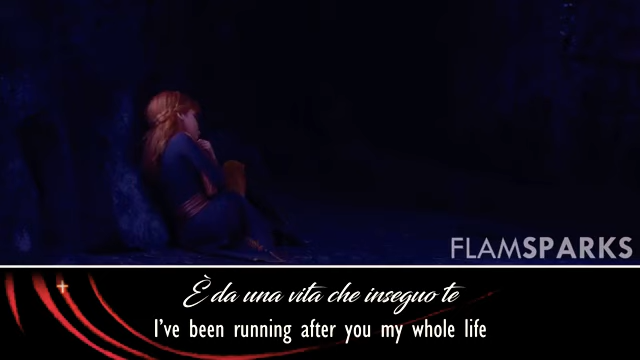 FLAMSPARKS
È da una vita che inseguo te
I've been running after you my whole life